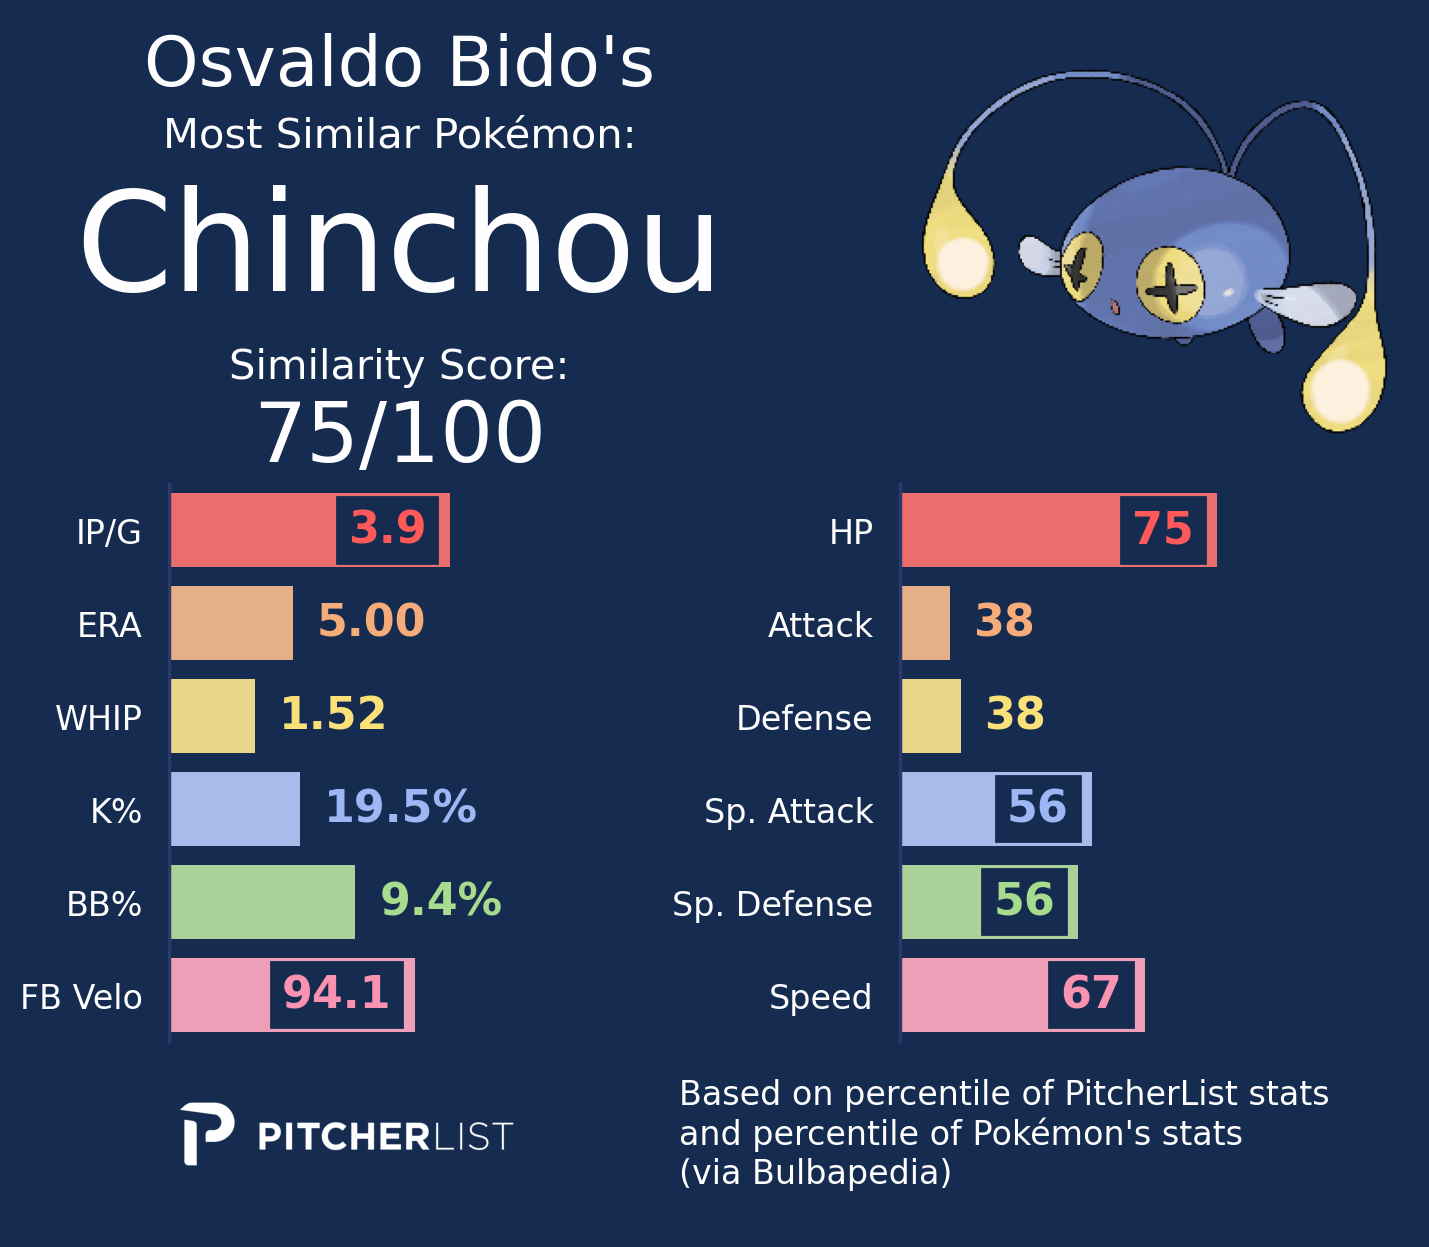 Osvaldo Bido's
Most Similar Pokémon:
Chinchou
Similarity Score:
75/100
IP/G 3.9
ERA 5.00
WHIP 1.52
K% 19.5%
BB% 9.4%
FB Velo 94.1
HP 75
Attack 38
Defense 38
Sp. Attack 56
Sp. Defense 56
Speed 67
PITCHERLIST
Based on percentile of PitcherList stats
and percentile of Pokémon's stats
(via Bulbapedia)